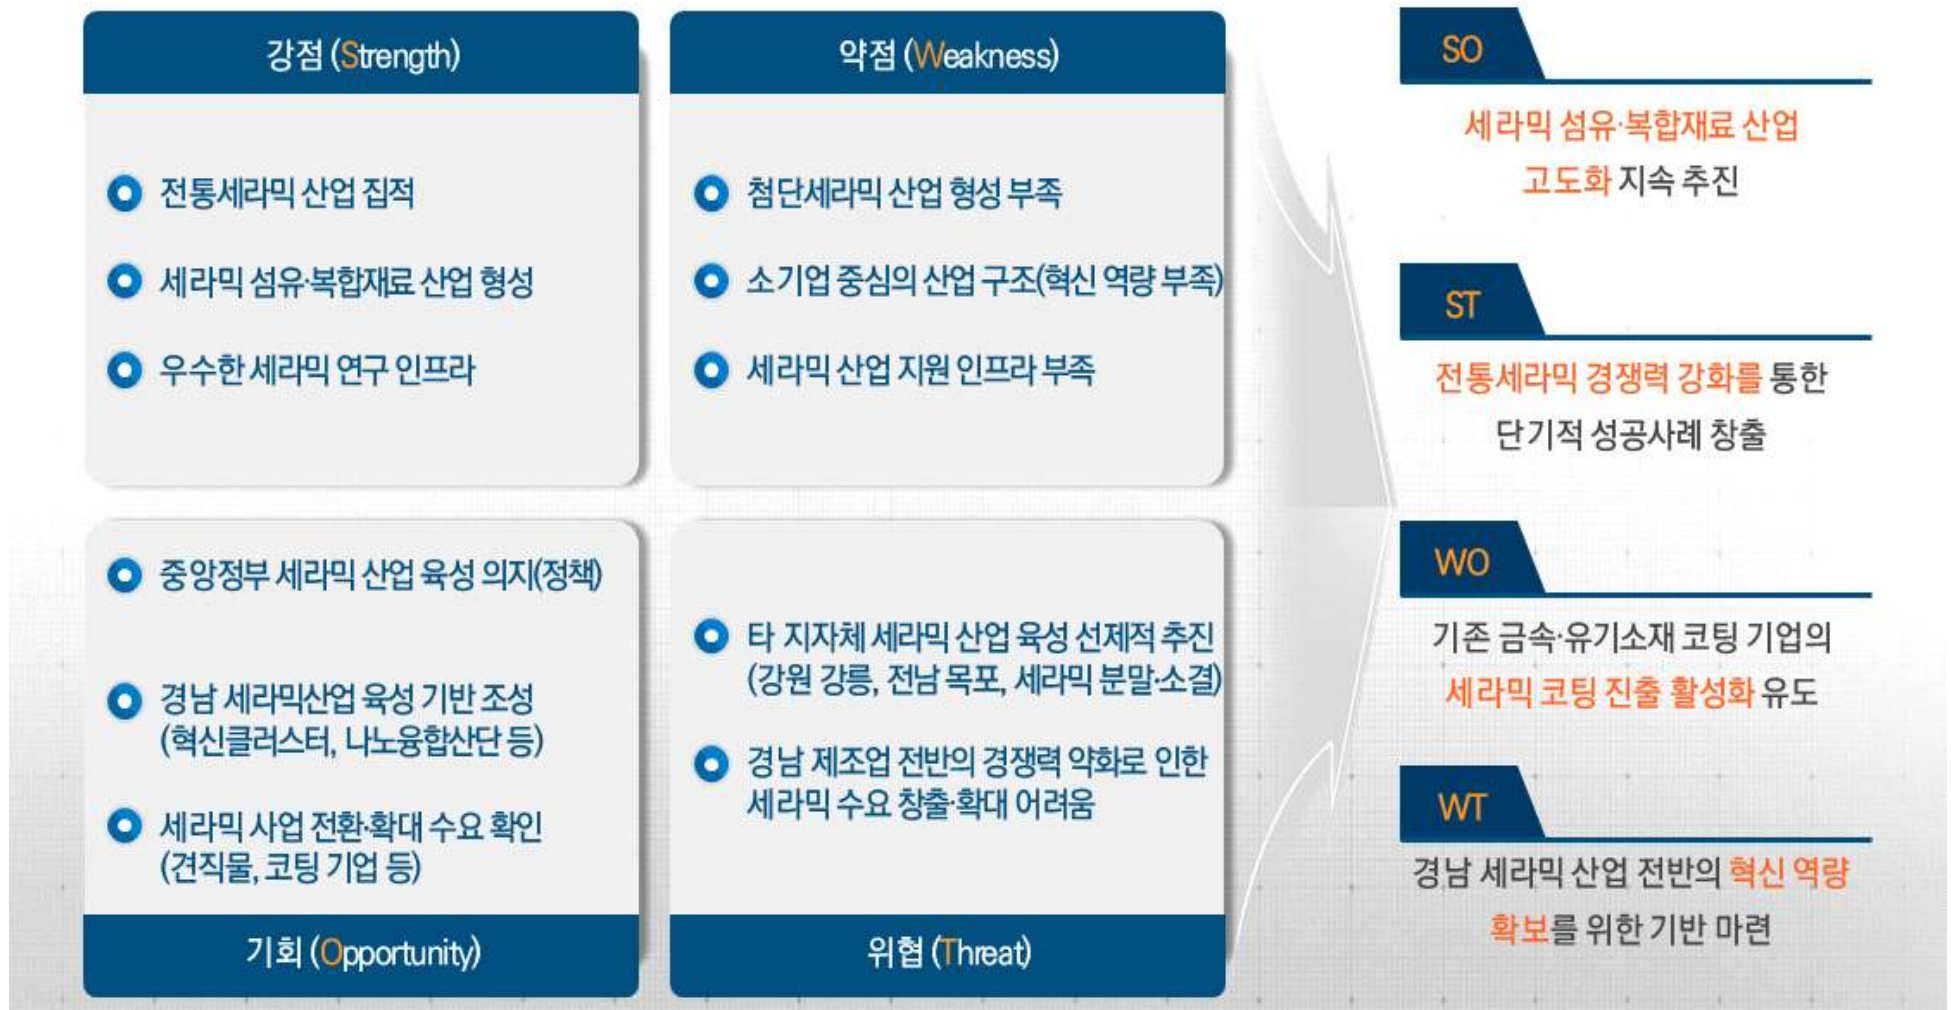 강점 (Strength)
전통세라믹 산업 집적
세라믹 섬유·복합재료 산업 형성
우수한 세라믹 연구 인프라
약점 (Weakness)
첨단세라믹 산업 형성 부족
소기업 중심의 산업 구조(혁신 역량 부족)
세라믹 산업 지원 인프라 부족
중앙정부 세라믹 산업 육성 의지(정책)
경남 세라믹산업 육성 기반 조성
(혁신클러스터, 나노융합산단 등)
세라믹 사업 전환·확대 수요 확인
(견직물, 코팅 기업 등)
기회 (Opportunity)
타 지자체 세라믹 산업 육성 선제적 추진
(강원 강릉, 전남 목포, 세라믹 분말·소결)
경남 제조업 전반의 경쟁력 약화로 인한
세라믹 수요 창출·확대 어려움
위협 (Threat)
SO
세라믹 섬유·복합재료 산업
고도화 지속 추진
ST
전통세라믹 경쟁력 강화를 통한
단기적 성공사례 창출
WO
기존 금속·유기소재 코팅 기업의
세라믹 코팅 진출 활성화 유도
WT
경남 세라믹 산업 전반의 혁신 역량
확보를 위한 기반 마련